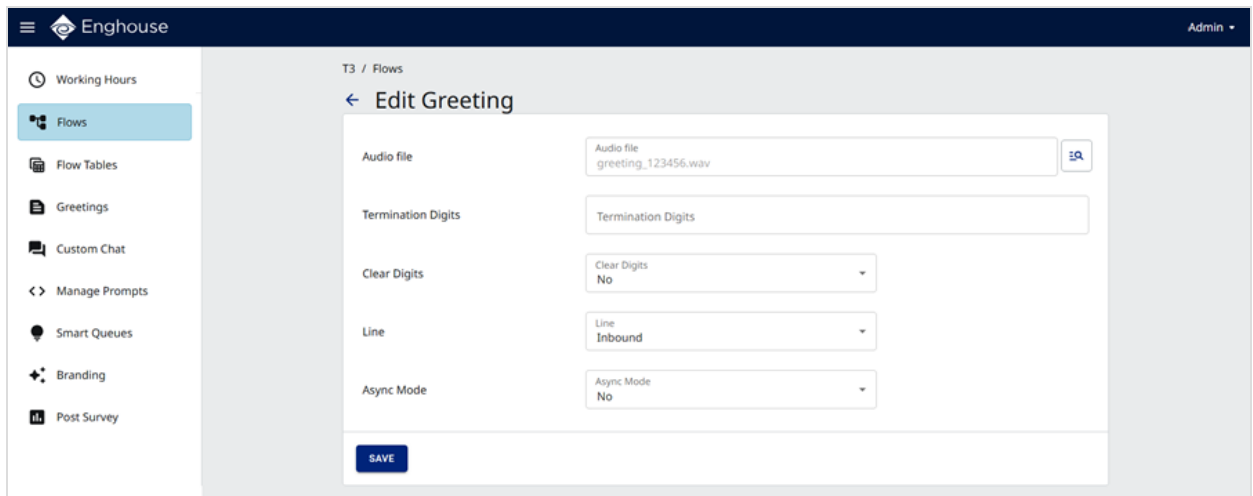 Enghouse
Admin
Working Hours
Flows
Flow Tables
Greetings
Custom Chat
Manage Prompts
Smart Queues
Branding
Post Survey
T3 / Flows
Edit Greeting
Audio file
Audio file
greeting_123456.wav
Termination Digits
Termination Digits
Clear Digits
Clear Digits
No
Line
Line
Inbound
Async Mode
Async Mode
No
SAVE